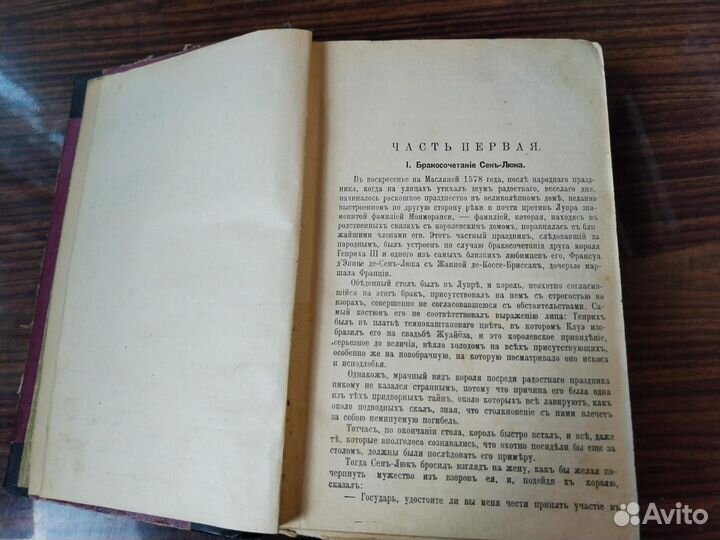 ЧАСТЬ ПЕРВАЯ.
I. Бракосочетаніе Сенъ-Люка.
Въ воскресенье на Масляной 1578 года, послѣ народнаго празд-
ника, когда на улицахъ утихалъ шумъ радостнаго, веселаго дня,
начиналось роскошное празднество въ великолѣпномъ домѣ, недавно
выстроенномъ по другую сторону рѣки и почти противъ Лувра зна-
менитой фамиліей Монморанси, — фамиліей, которая, находясь въ
родственныхъ связяхъ съ королевскимъ домомъ, поравнялась съ бли-
жайшими членами его. Этотъ частный праздникъ, слѣдовавшій за
народнымъ, былъ устроенъ по случаю бракосочетанія друга короля
Генриха III и одного изъ самыхъ близкихъ любимцевъ его, Франсуа
д'Эпине де-Сенъ-Люка съ Жанной де-Коссе-Бриссакъ, дочерью мар-
шала Франціи.
Обѣденный столъ былъ въ Луврѣ, и король, неохотно согласив-
шійся на этотъ бракъ, присутствовалъ на немъ съ строгостью во
взорахъ, совершенно не согласовавшеюся съ обстоятельствами. Са-
мый костюмъ его не соотвѣтствовалъ выраженію лица: Генрихъ
былъ въ платьѣ темнокаштановаго цвѣта, въ которомъ Клуэ изо-
бразилъ его на свадьбѣ Жуайёза, и это королевское привидѣніе,
серьезное до величія, вѣяло холодомъ на всѣхъ присутствующихъ,
особенно же на новобрачную, на которую посматривало оно искоса
и исподлобья.
Однакожъ, мрачный видъ короля посреди радостнаго праздника
никому не казался страннымъ, потому что причина его была одна
изъ тѣхъ придворныхъ тайнъ, около которыхъ всѣ лавируютъ, какъ
около подводныхъ скалъ, зная, что столкновеніе съ ними влечетъ
за собою неминуемую погибель.
Тотчасъ, по окончаніи стола, король быстро всталъ, и всѣ, даже
тѣ, которые вполголоса сознавались, что охотно посидѣли бы еще за
столомъ, должны были послѣдовать его примѣру.
Тогда Сенъ-Люкъ бросилъ взглядъ на жену, какъ бы желая по-
черпнуть мужество изъ взоровъ ея, и, подойдя къ королю,
сказалъ:
— Государь, удостоите ли вы меня чести принять участіе въ
Avito